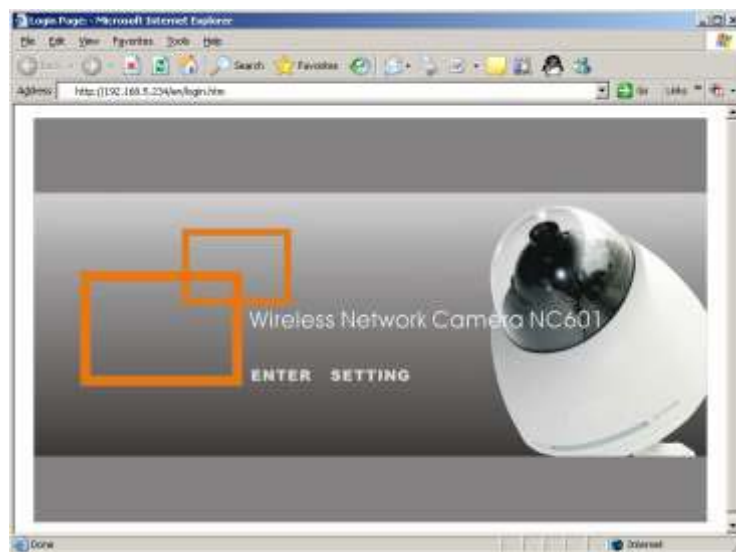 Login Page: - Microsoft Internet Explorer
File Edit View Favorites Tools Help
Search Favorites
Address http://192.168.5.234/en/login.htm Go Links »
Wireless Network Camera NC601
ENTER SETTING
Done Internet